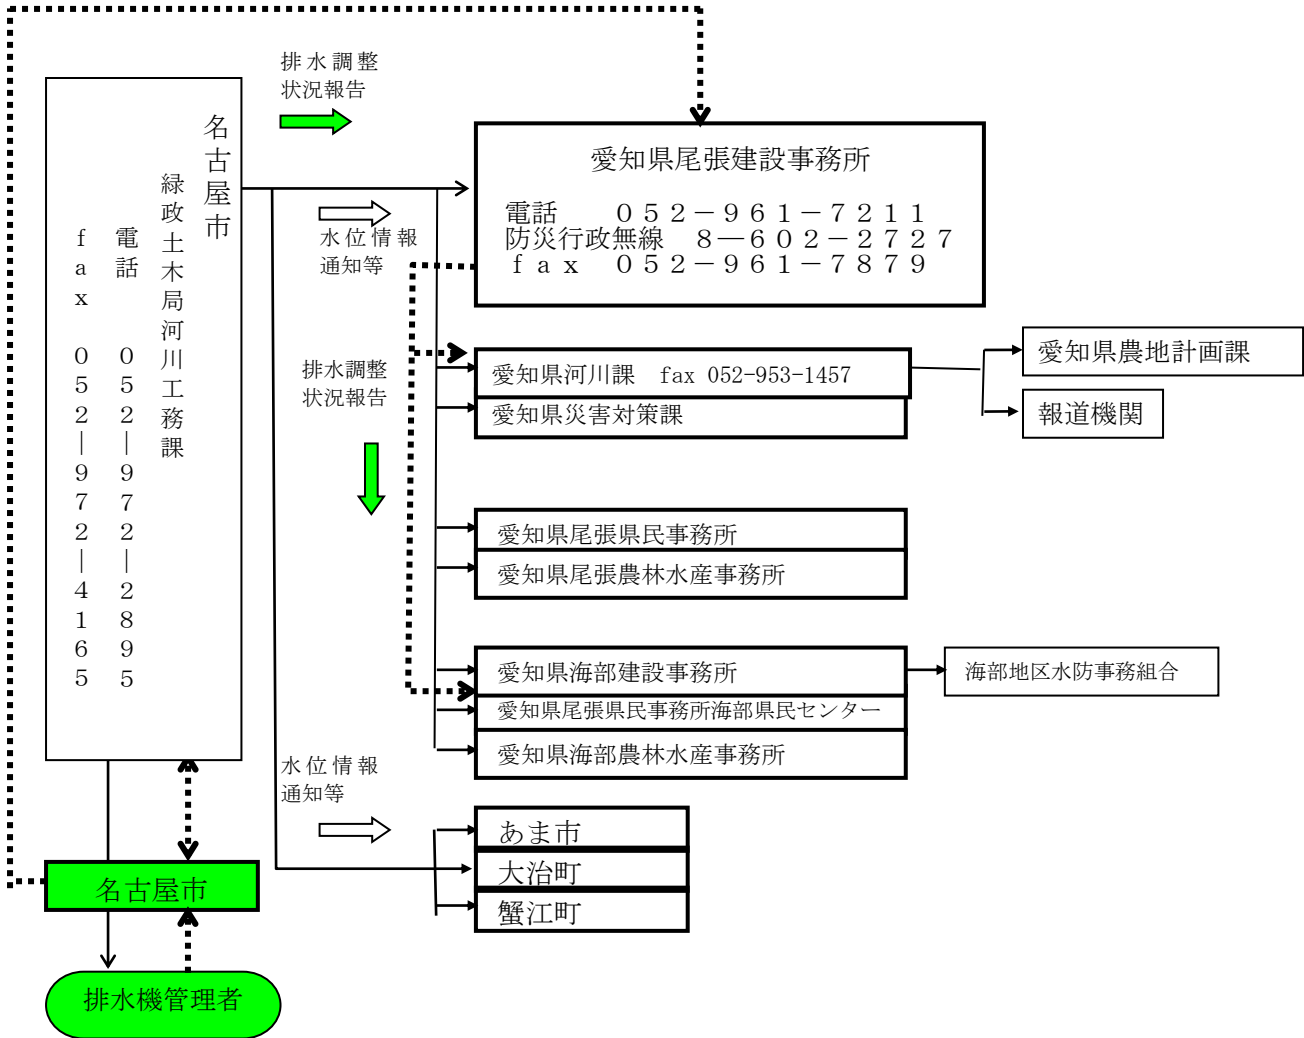 排水調整
状況報告
名古屋市
緑政土木局河川工務課
電話　０５２―９７２―２８９５
ｆａｘ　０５２―９７２―４１６５
愛知県尾張建設事務所
電話　０５２－９６１－７２１１
防災行政無線　８―６０２－２７２７
ｆａｘ　０５２－９６１－７８７９
水位情報
通知等
排水調整
状況報告
愛知県河川課　fax 052-953-1457
愛知県災害対策課
愛知県農地計画課
報道機関
愛知県尾張県民事務所
愛知県尾張農林水産事務所
愛知県海部建設事務所
海部地区水防事務組合
愛知県尾張県民事務所海部県民センター
愛知県海部農林水産事務所
水位情報
通知等
あま市
大治町
蟹江町
名古屋市
排水機管理者